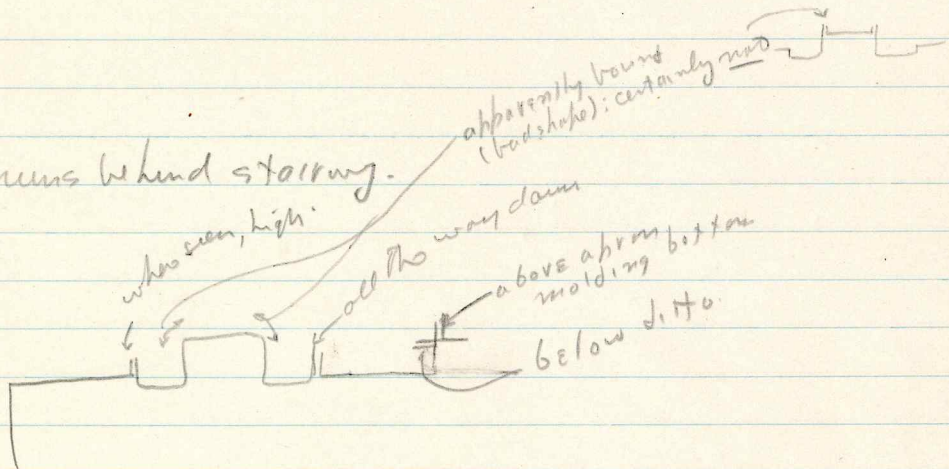 apparently bound
(bad shape): certainly not
behind stairway.
when seen, high.
all the way down
above apron
molding bottom
below ditto